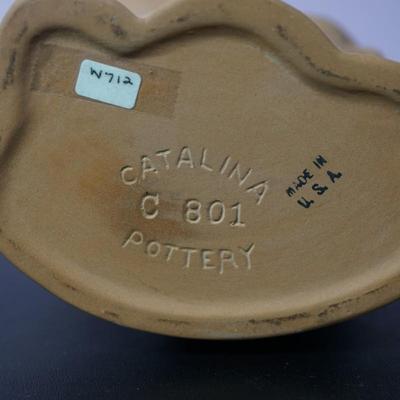 W712
CATALINA
C 801
POTTERY
MADE IN
U.S.A.